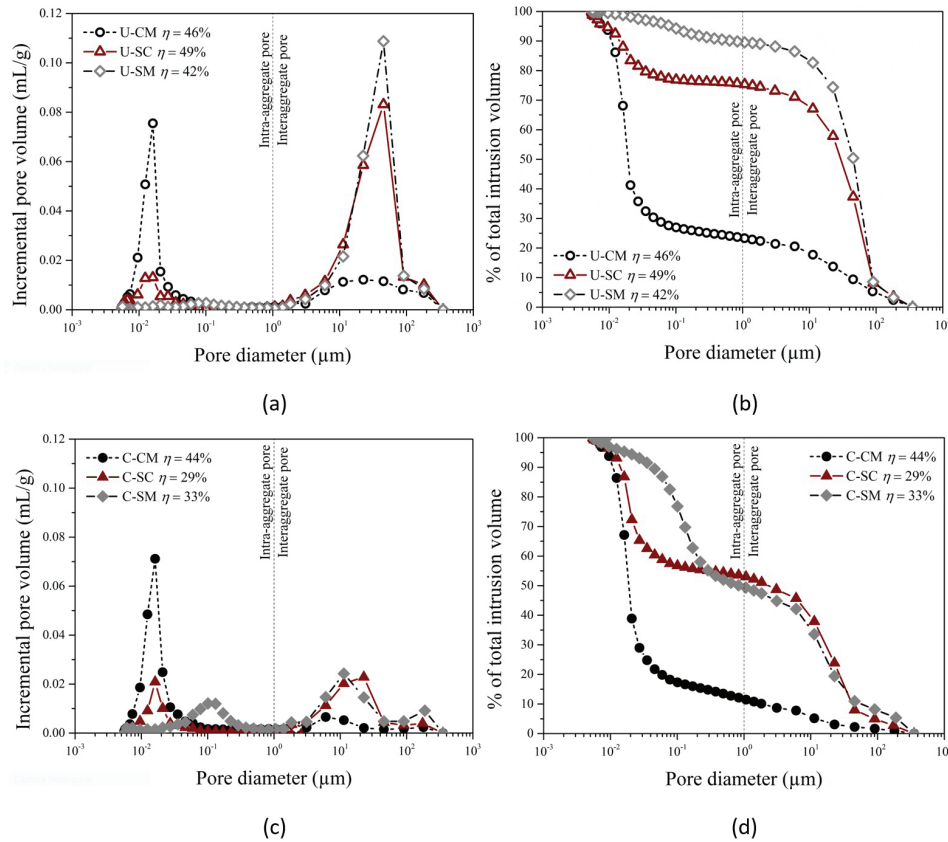 (a)
Incremental pore volume (mL/g)
0.12
0.10
0.08
0.06
0.04
0.02
0.00
U-CM η = 46%
U-SC η = 49%
U-SM η = 42%
Intra-aggregate pore
Interaggregate pore
10⁻³ 10⁻² 10⁻¹ 10⁰ 10¹ 10² 10³
Pore diameter (µm)
(b)
% of total intrusion volume
100
90
80
70
60
50
40
30
20
10
0
Intra-aggregate pore
Interaggregate pore
U-CM η = 46%
U-SC η = 49%
U-SM η = 42%
10⁻³ 10⁻² 10⁻¹ 10⁰ 10¹ 10²
Pore diameter (µm)
(c)
Incremental pore volume (mL/g)
0.12
0.10
0.08
0.06
0.04
0.02
0.00
C-CM η = 44%
C-SC η = 29%
C-SM η = 33%
Intra-aggregate pore
Interaggregate pore
10⁻³ 10⁻² 10⁻¹ 10⁰ 10¹ 10² 10³
Pore diameter (µm)
(d)
% of total intrusion volume
100
90
80
70
60
50
40
30
20
10
0
Intra-aggregate pore
Interaggregate pore
C-CM η = 44%
C-SC η = 29%
C-SM η = 33%
10⁻³ 10⁻² 10⁻¹ 10⁰ 10¹ 10²
Pore diameter (µm)